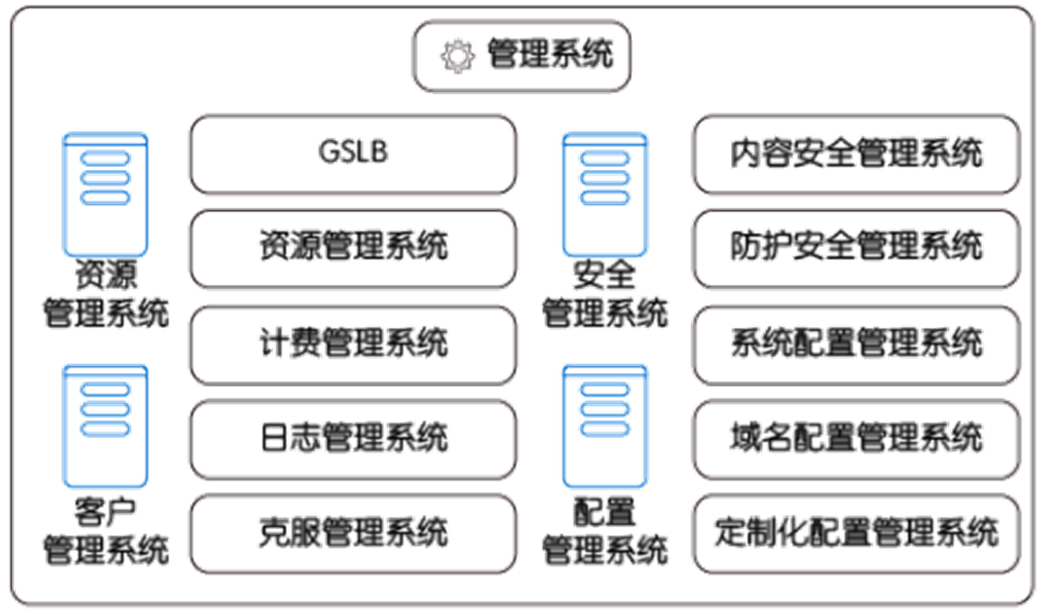 管理系统
资源
管理系统
GSLB
资源管理系统
计费管理系统
客户
管理系统
日志管理系统
克服管理系统
安全
管理系统
内容安全管理系统
防护安全管理系统
系统配置管理系统
配置
管理系统
域名配置管理系统
定制化配置管理系统